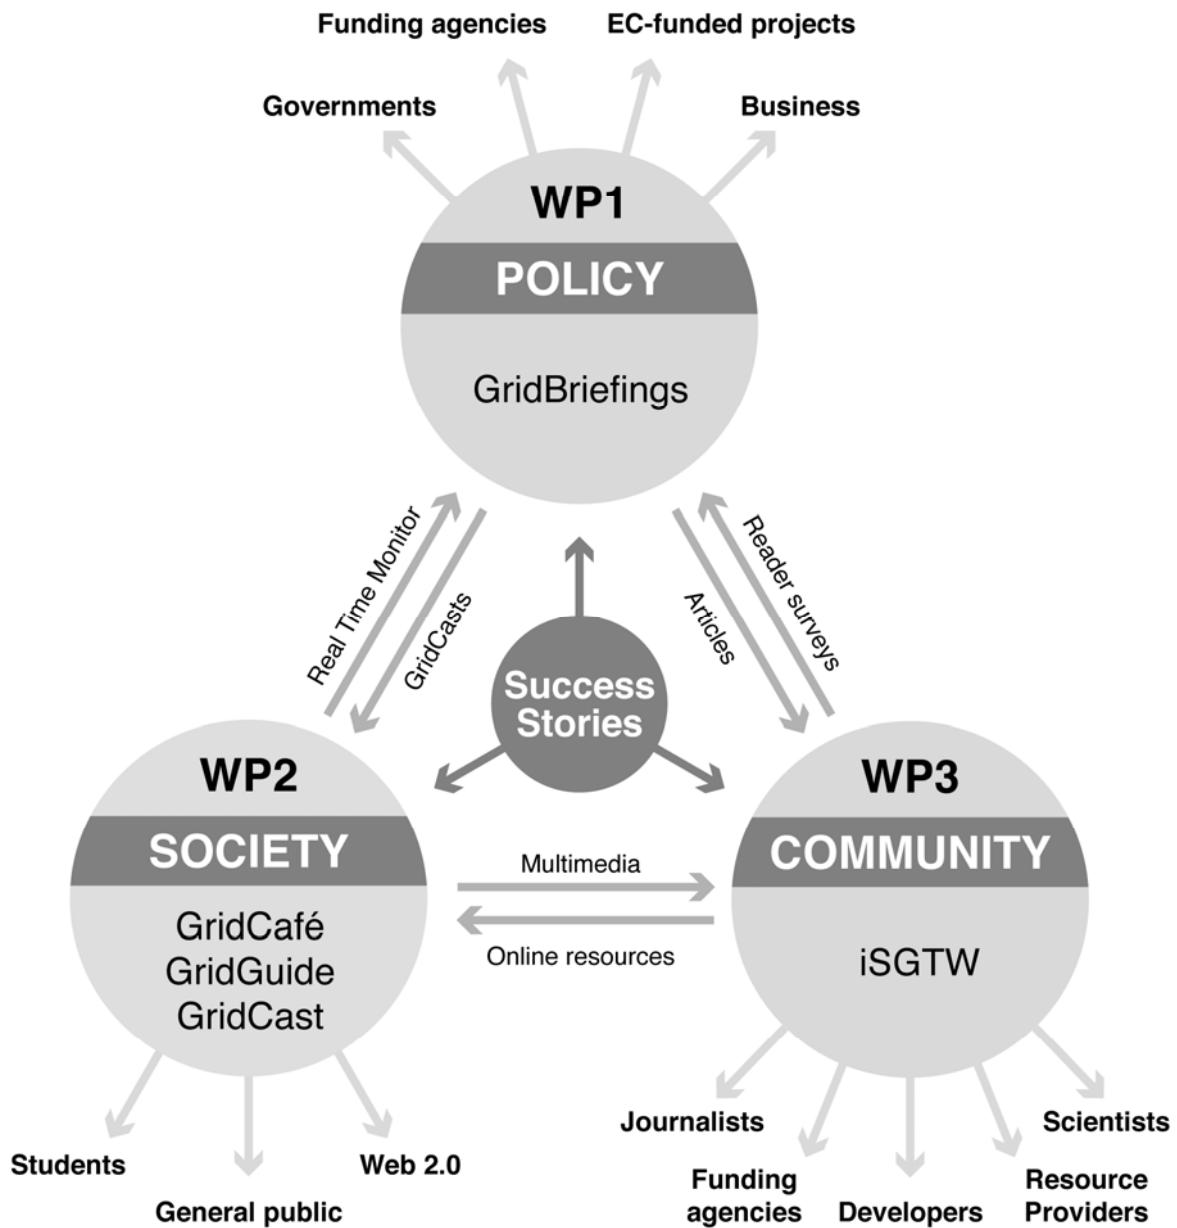 Funding agencies
EC-funded projects
Governments
Business
WP1
POLICY
GridBriefings
Real Time Monitor
GridCasts
Articles
Reader surveys
Success
Stories
WP2
SOCIETY
GridCafé
GridGuide
GridCast
Multimedia
Online resources
WP3
COMMUNITY
iSGTW
Students
General public
Web 2.0
Journalists
Funding
agencies
Developers
Resource
Providers
Scientists